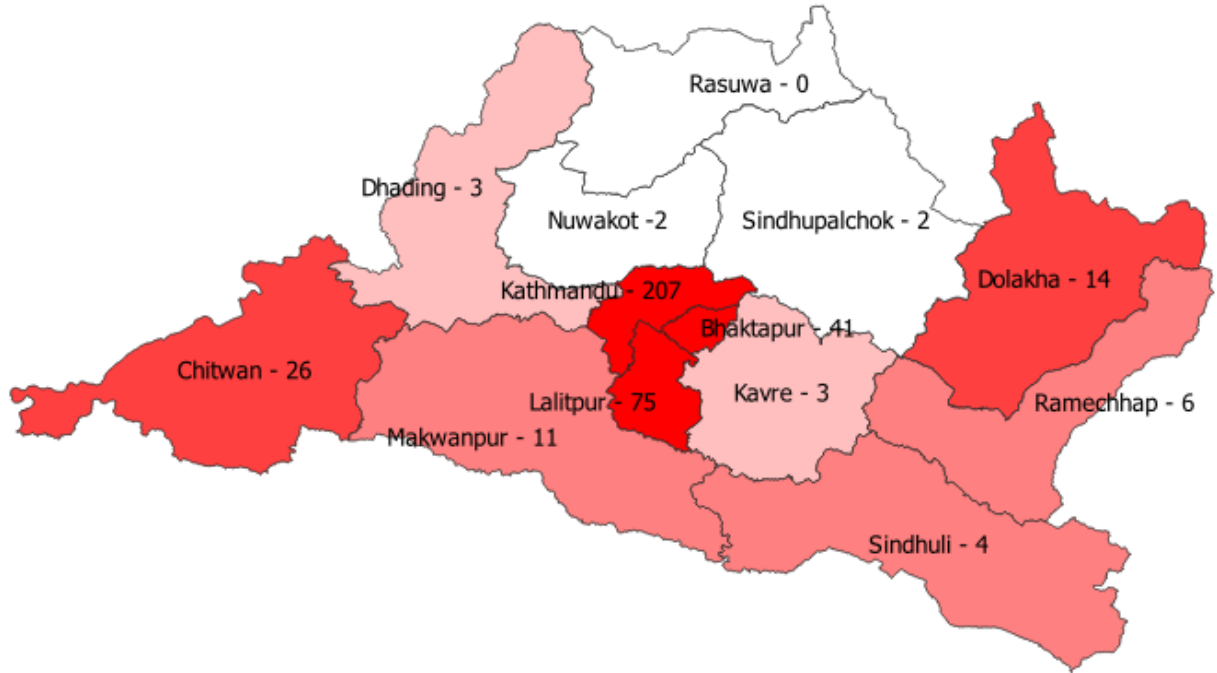 Rasuwa - 0
Dhading - 3
Nuwakot -2
Sindhupalchok - 2
Dolakha - 14
Kathmandu - 207
Bhaktapur - 41
Chitwan - 26
Lalitpur - 75
Kavre - 3
Ramechhap - 6
Makwanpur - 11
Sindhuli - 4